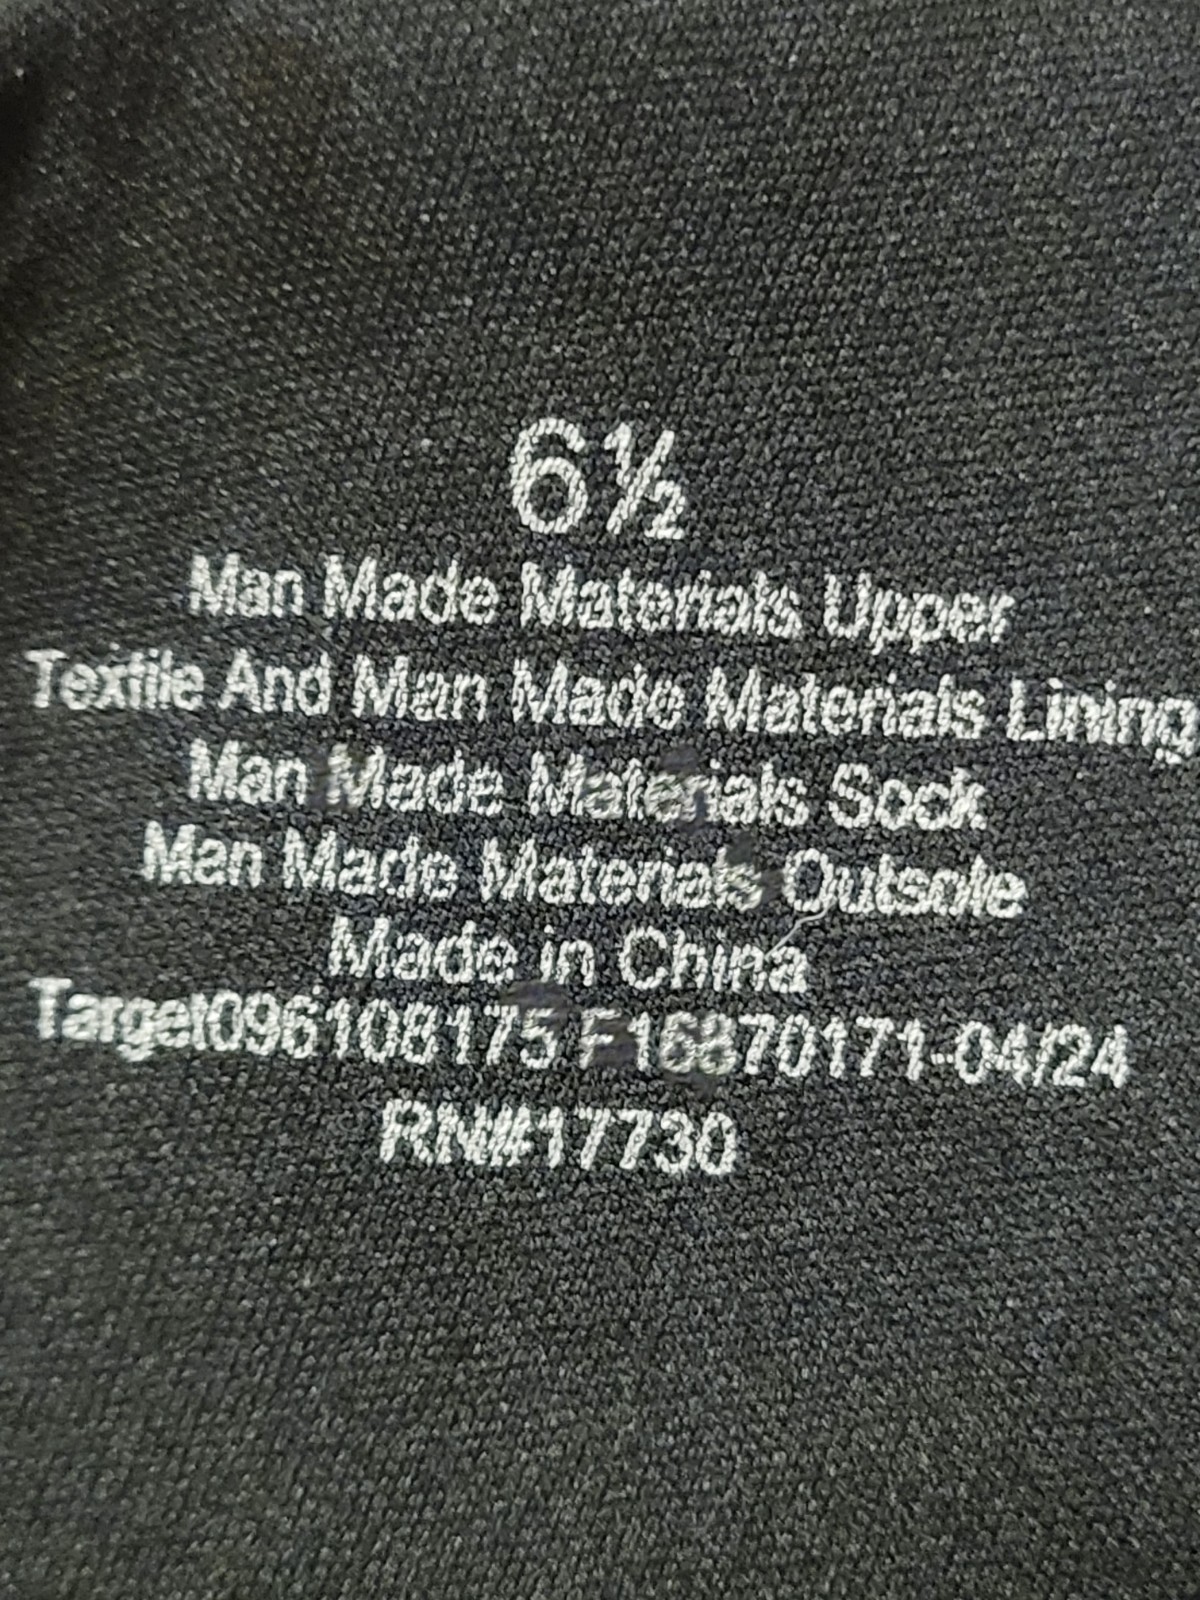 6½
Man Made Materials Upper
Textile And Man Made Materials Lining
Man Made Materials Sock
Man Made Materials Outsole
Made in China
Target096108175 F16870171-04/24
RN#17730